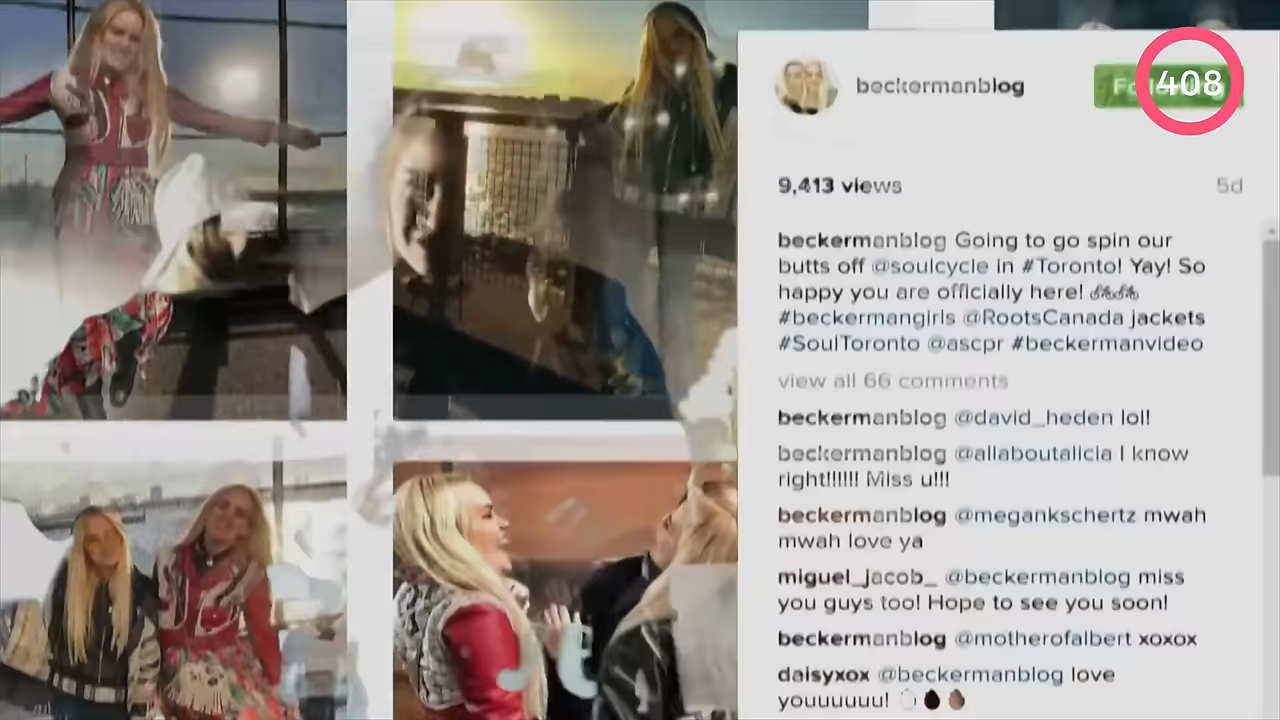 beckermanblog
408
9,413 views
5d
beckermanblog Going to go spin our
butts off @soulcycle in #Toronto! Yay! So
happy you are officially here! 🚲🚲
#beckermangirls @RootsCanada jackets
#SoulToronto @ascpr #beckermanvideo
view all 66 comments
beckermanblog @david_heden lol!
beckermanblog @allaboutalicia I know
right!!!!!! Miss u!!!
beckermanblog @megankschertz mwah
mwah love ya
miguel_jacob_ @beckermanblog miss
you guys too! Hope to see you soon!
beckermanblog @motherofalbert xoxox
daisyxox @beckermanblog love
youuuuuu!